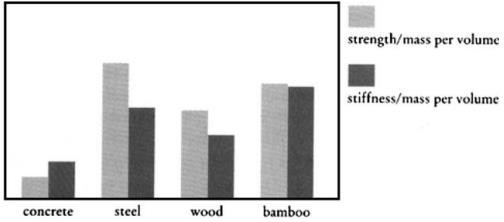 strength/mass per volume
stiffness/mass per volume
concrete steel wood bamboo